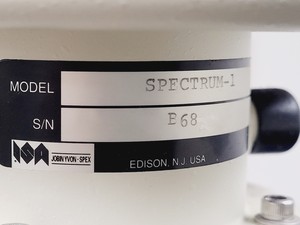 MODEL SPECTRUM-1
S/N B68
JOBIN YVON - SPEX
EDISON, N.J. USA